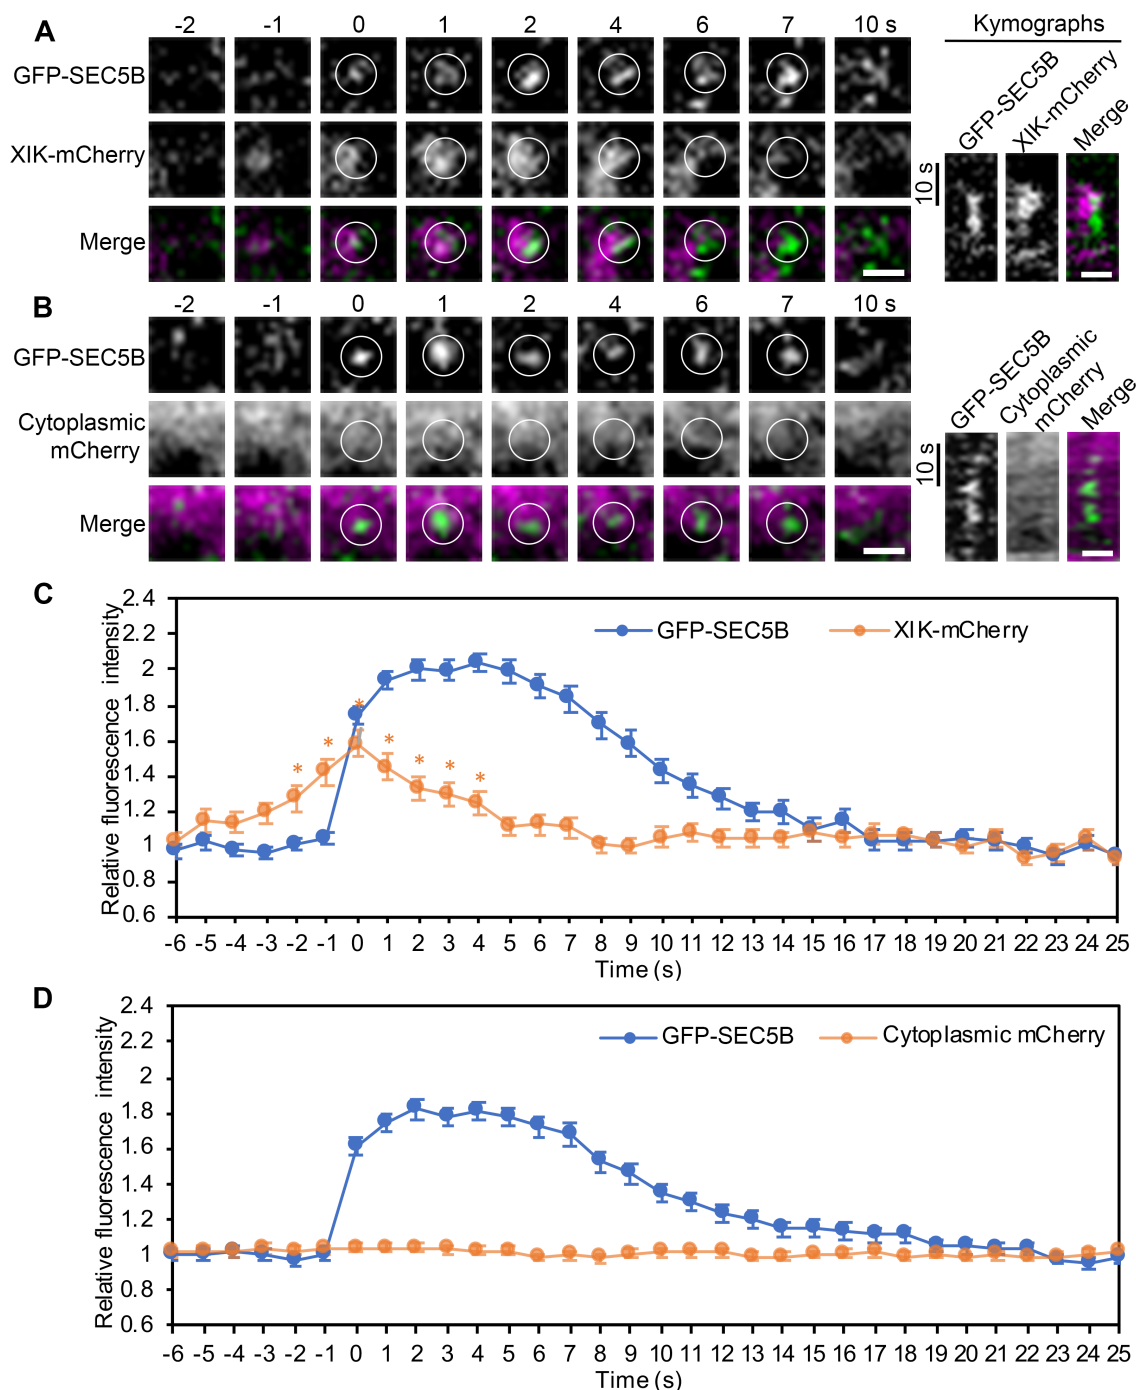 A
-2 -1 0 1 2 4 6 7 10 s
Kymographs
GFP-SEC5B
XIK-mCherry
Merge
GFP-SEC5B
XIK-mCherry
Merge
10 s
B
-2 -1 0 1 2 4 6 7 10 s
GFP-SEC5B
Cytoplasmic
mCherry
Merge
GFP-SEC5B
Cytoplasmic
mCherry
Merge
10 s
C
Relative fluorescence intensity
2.4
2.2
2
1.8
1.6
1.4
1.2
1
0.8
0.6
GFP-SEC5B
XIK-mCherry
* * * * * * *
-6 -5 -4 -3 -2 -1 0 1 2 3 4 5 6 7 8 9 10 11 12 13 14 15 16 17 18 19 20 21 22 23 24 25
Time (s)
D
Relative fluorescence intensity
2.4
2.2
2
1.8
1.6
1.4
1.2
1
0.8
0.6
GFP-SEC5B
Cytoplasmic mCherry
-6 -5 -4 -3 -2 -1 0 1 2 3 4 5 6 7 8 9 10 11 12 13 14 15 16 17 18 19 20 21 22 23 24 25
Time (s)